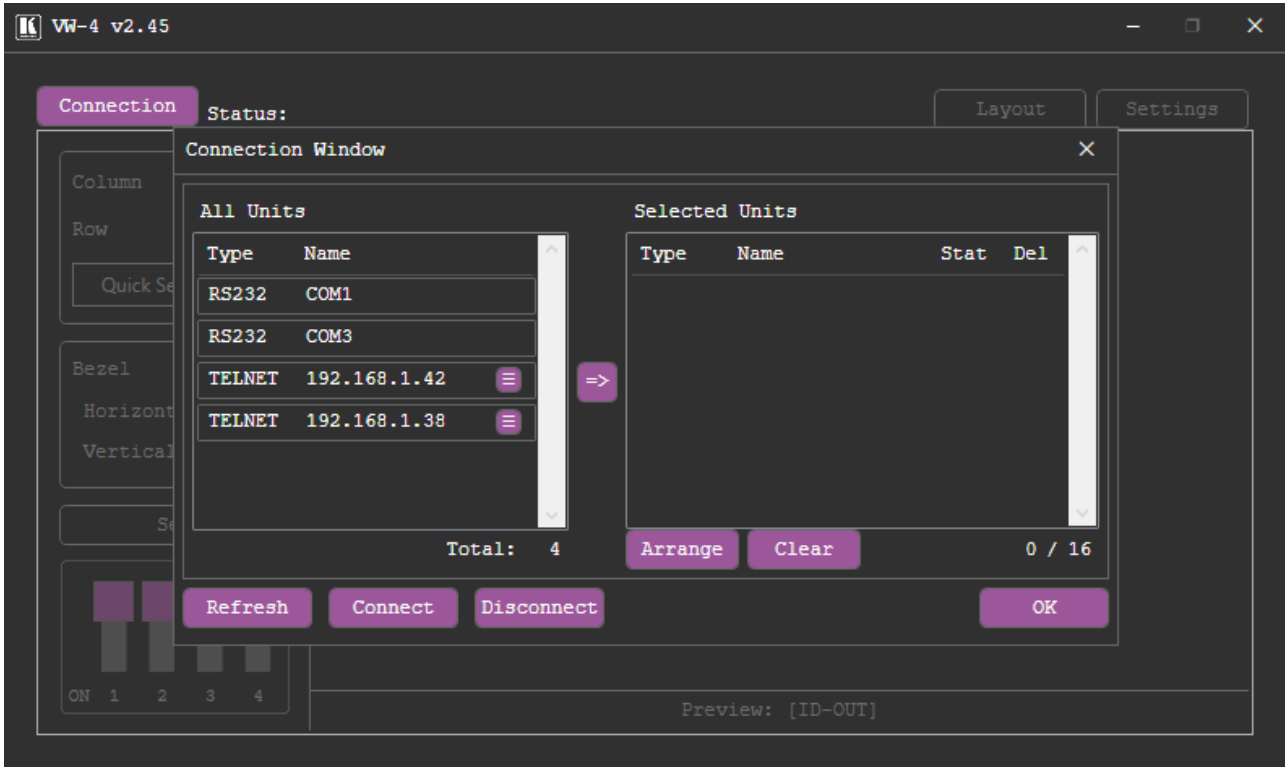 VW-4 v2.45
Connection Status: Layout Settings
Connection Window
Column
Row
Quick Se
Bezel
Horizont
Vertical
Se
ON 1 2 3 4
All Units
Type Name
RS232 COM1
RS232 COM3
TELNET 192.168.1.42
TELNET 192.168.1.38
Total: 4
=>
Selected Units
Type Name Stat Del
Arrange Clear 0 / 16
Refresh Connect Disconnect OK
Preview: [ID-OUT]